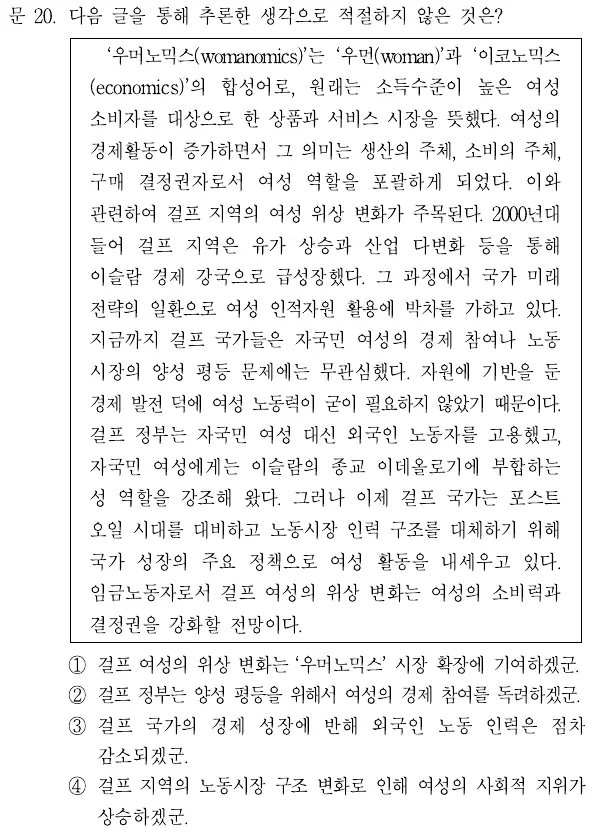 문 20. 다음 글을 통해 추론한 생각으로 적절하지 않은 것은?
‘우머노믹스(womanomics)’는 ‘우먼(woman)’과 ‘이코노믹스
(economics)’의 합성어로, 원래는 소득수준이 높은 여성
소비자를 대상으로 한 상품과 서비스 시장을 뜻했다. 여성의
경제활동이 증가하면서 그 의미는 생산의 주체, 소비의 주체,
구매 결정권자로서 여성 역할을 포괄하게 되었다. 이와
관련하여 걸프 지역의 여성 위상 변화가 주목된다. 2000년대
들어 걸프 지역은 유가 상승과 산업 다변화 등을 통해
이슬람 경제 강국으로 급성장했다. 그 과정에서 국가 미래
전략의 일환으로 여성 인적자원 활용에 박차를 가하고 있다.
지금까지 걸프 국가들은 자국민 여성의 경제 참여나 노동
시장의 양성 평등 문제에는 무관심했다. 자원에 기반을 둔
경제 발전 덕에 여성 노동력이 굳이 필요하지 않았기 때문이다.
걸프 정부는 자국민 여성 대신 외국인 노동자를 고용했고,
자국민 여성에게는 이슬람의 종교 이데올로기에 부합하는
성 역할을 강조해 왔다. 그러나 이제 걸프 국가는 포스트
오일 시대를 대비하고 노동시장 인력 구조를 대체하기 위해
국가 성장의 주요 정책으로 여성 활동을 내세우고 있다.
임금노동자로서 걸프 여성의 위상 변화는 여성의 소비력과
결정권을 강화할 전망이다.
① 걸프 여성의 위상 변화는 ‘우머노믹스’ 시장 확장에 기여하겠군.
② 걸프 정부는 양성 평등을 위해서 여성의 경제 참여를 독려하겠군.
③ 걸프 국가의 경제 성장에 반해 외국인 노동 인력은 점차
감소되겠군.
④ 걸프 지역의 노동시장 구조 변화로 인해 여성의 사회적 지위가
상승하겠군.